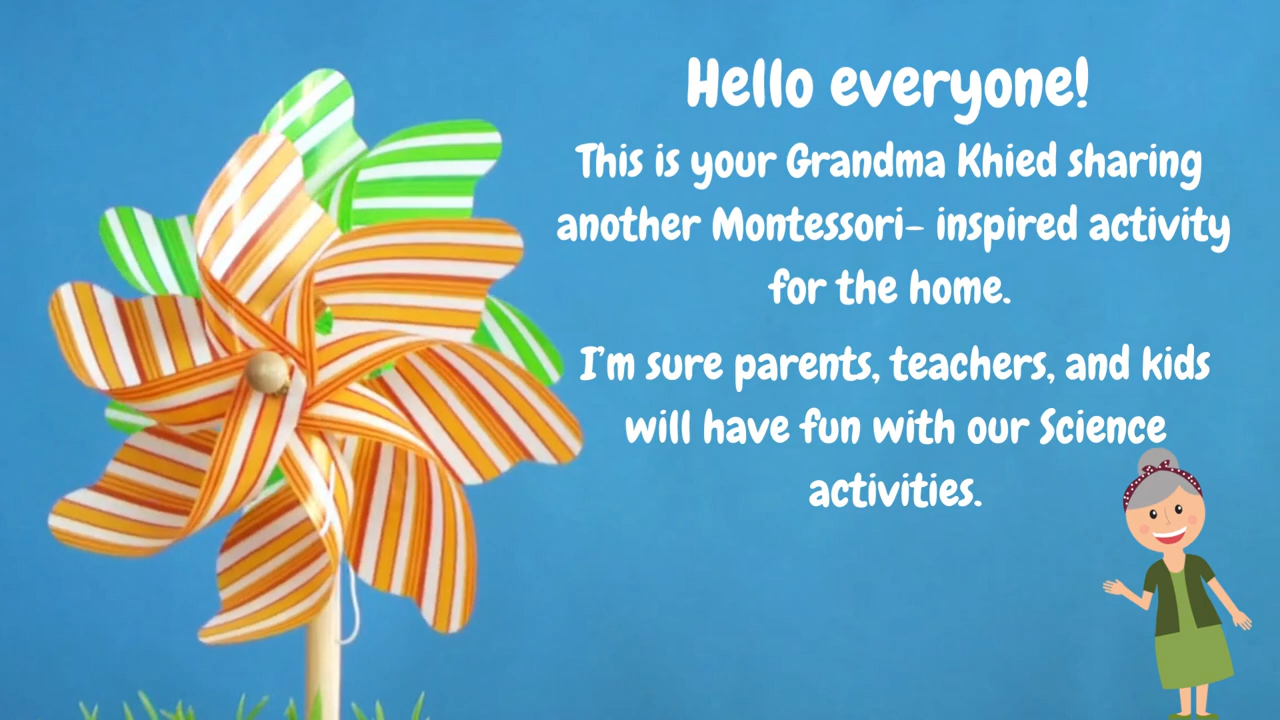 Hello everyone!
This is your Grandma Khied sharing
another Montessori- inspired activity
for the home.
I'm sure parents, teachers, and kids
will have fun with our Science
activities.